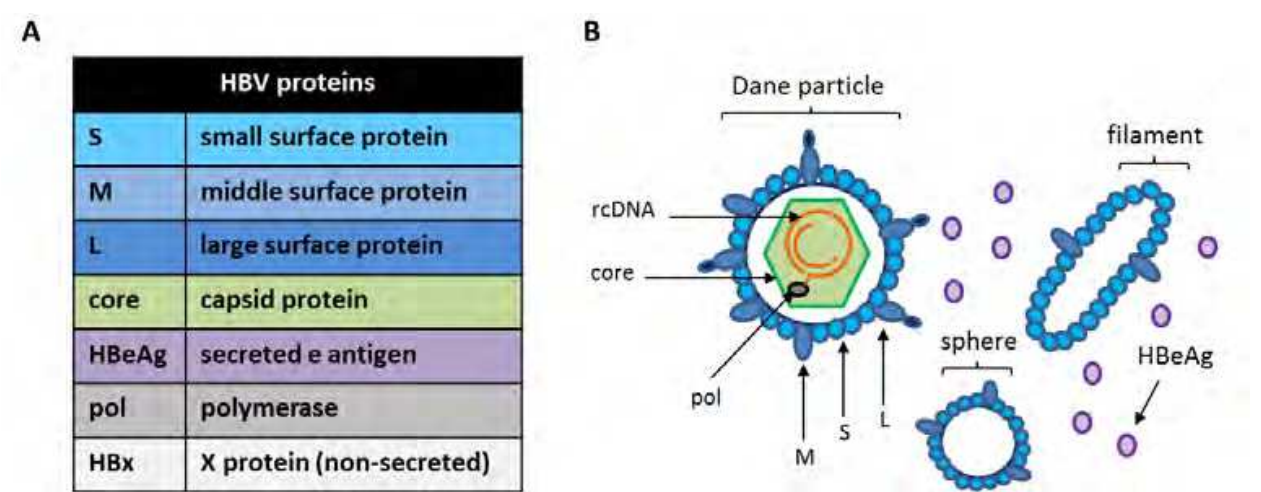 A
HBV proteins
S small surface protein
M middle surface protein
L large surface protein
core capsid protein
HBeAg secreted e antigen
pol polymerase
HBx X protein (non-secreted)
B
Dane particle
filament
rcDNA
core
sphere
HBeAg
pol
S
L
M